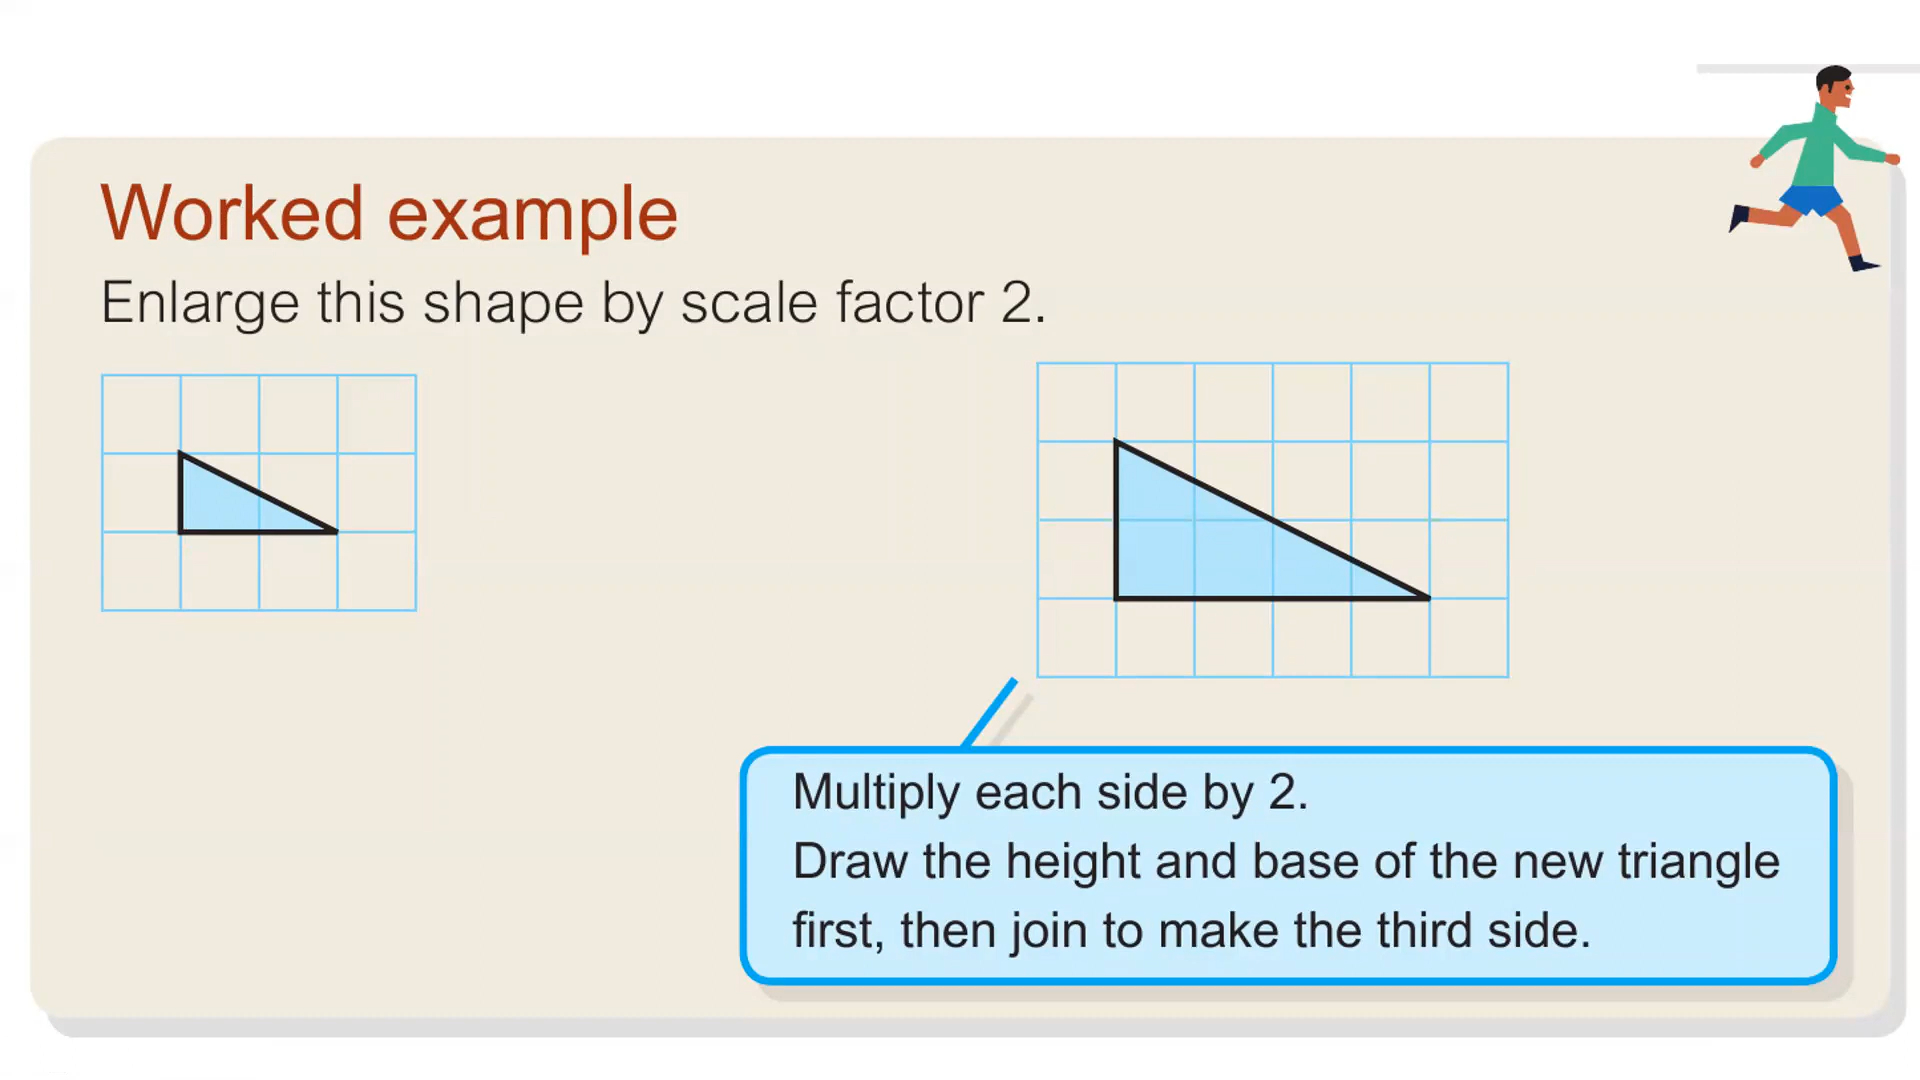 Worked example
Enlarge this shape by scale factor 2.
Multiply each side by 2.
Draw the height and base of the new triangle
first, then join to make the third side.